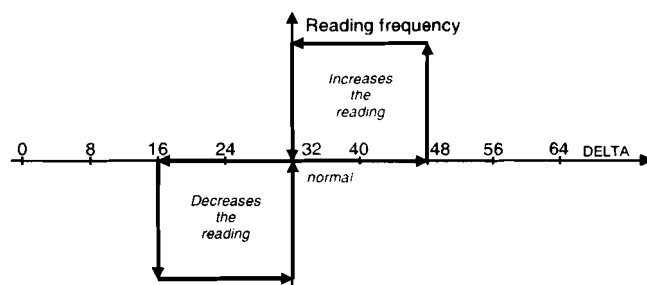 Reading frequency
Increases
the
reading
0 8 16 24 32 40 48 56 64 DELTA
normal
Decreases
the
reading